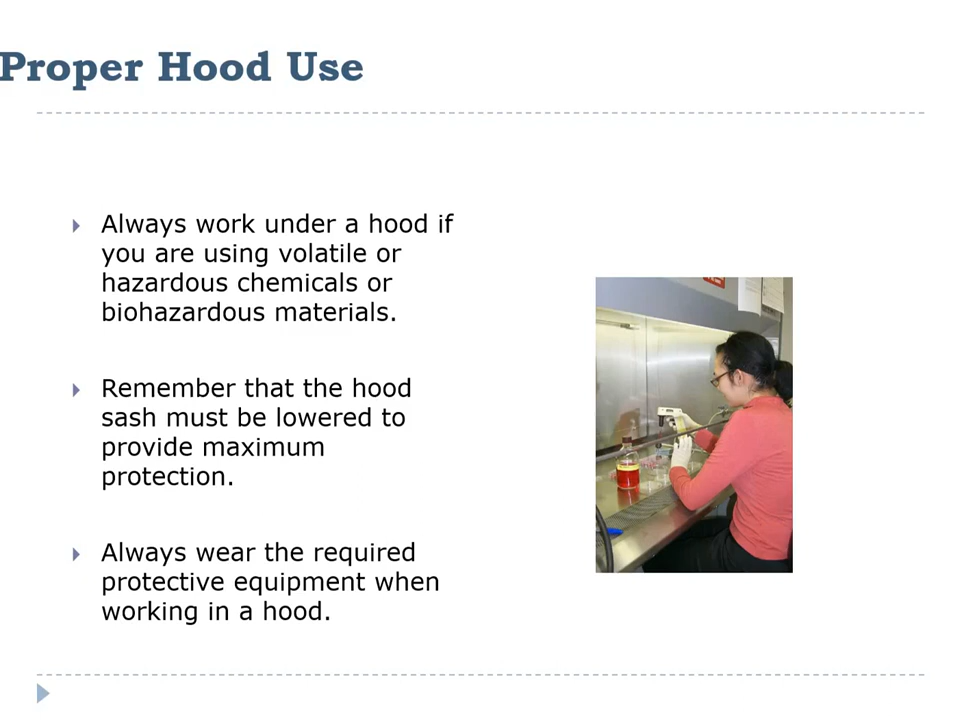 Proper Hood Use
Always work under a hood if
you are using volatile or
hazardous chemicals or
biohazardous materials.
Remember that the hood
sash must be lowered to
provide maximum
protection.
Always wear the required
protective equipment when
working in a hood.